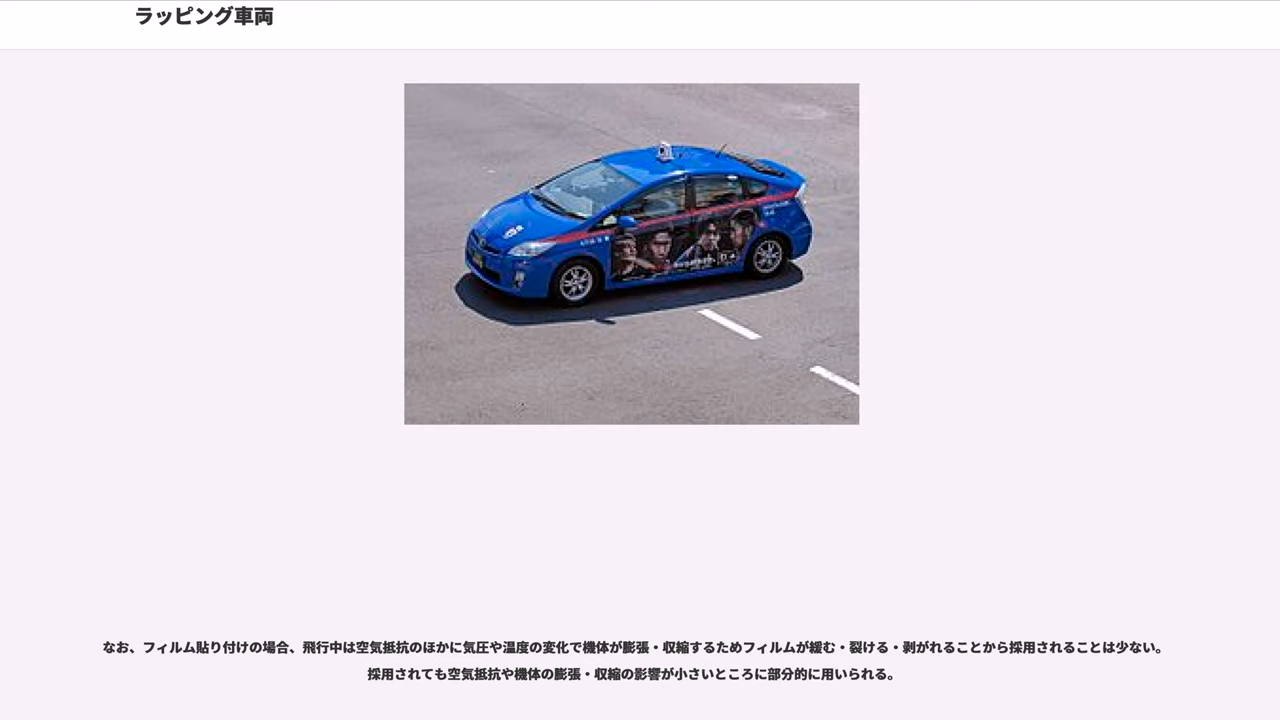 ラッピング車両
なお、フィルム貼り付けの場合、飛行中は空気抵抗のほかに気圧や温度の変化で機体が膨張・収縮するためフィルムが緩む・裂ける・剥がれることから採用されることは少ない。
採用されても空気抵抗や機体の膨張・収縮の影響が小さいところに部分的に用いられる。